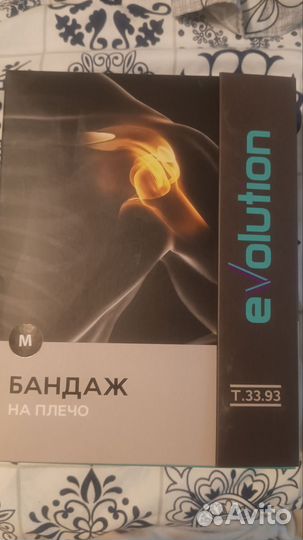 evolution
M
БАНДАЖ
НА ПЛЕЧО
Т.33.93
Avito